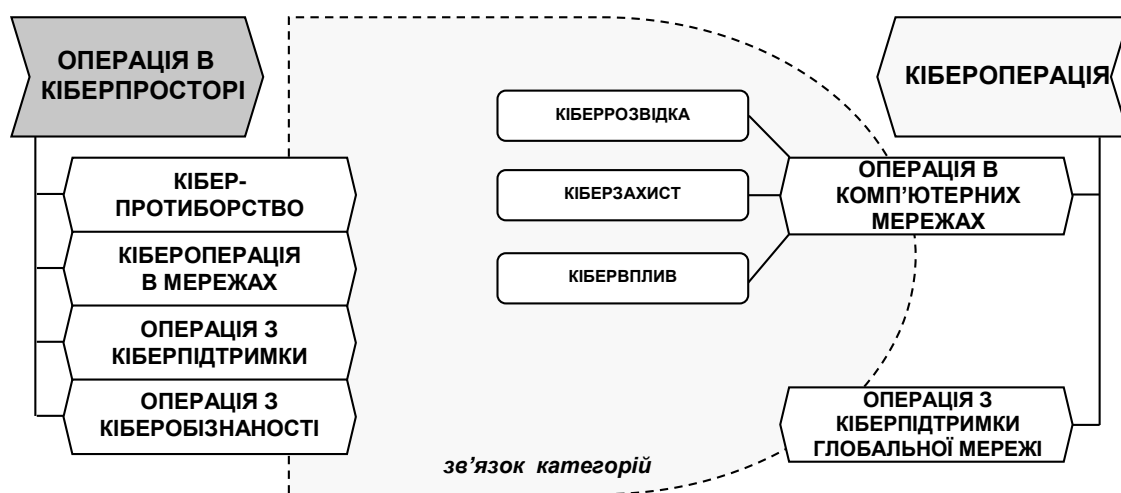 ОПЕРАЦІЯ В
КІБЕРПРОСТОРІ
КІБЕР-
ПРОТИБОРСТВО
КІБЕРОПЕРАЦІЯ
В МЕРЕЖАХ
ОПЕРАЦІЯ З
КІБЕРПІДТРИМКИ
ОПЕРАЦІЯ З
КІБЕРОБІЗНАНОСТІ
КІБЕРРОЗВІДКА
КІБЕРЗАХИСТ
КІБЕРВПЛИВ
зв’язок категорій
КІБЕРОПЕРАЦІЯ
ОПЕРАЦІЯ В
КОМП’ЮТЕРНИХ
МЕРЕЖАХ
ОПЕРАЦІЯ З
КІБЕРПІДТРИМКИ
ГЛОБАЛЬНОЇ МЕРЕЖІ